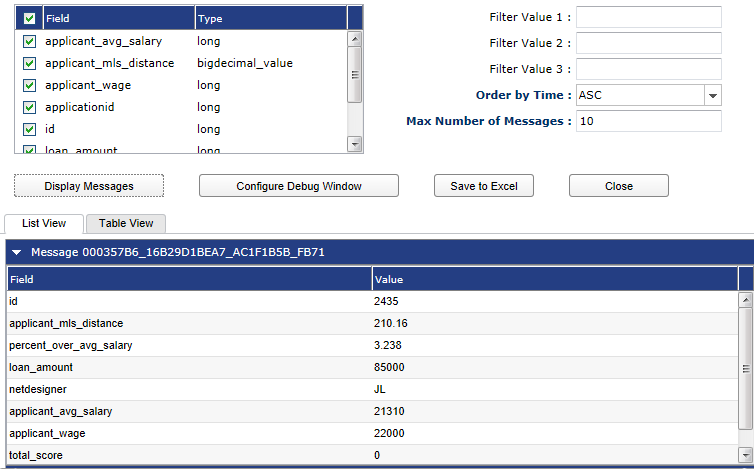 Field Type
applicant_avg_salary long
applicant_mls_distance bigdecimal_value
applicant_wage long
applicationid long
id long
loan_amount long
Filter Value 1 :
Filter Value 2 :
Filter Value 3 :
Order by Time : ASC
Max Number of Messages : 10
Display Messages Configure Debug Window Save to Excel Close
List View Table View
Message 000357B6_16B29D1BEA7_AC1F1B5B_FB71
Field Value
id 2435
applicant_mls_distance 210.16
percent_over_avg_salary 3.238
loan_amount 85000
netdesigner JL
applicant_avg_salary 21310
applicant_wage 22000
total_score 0